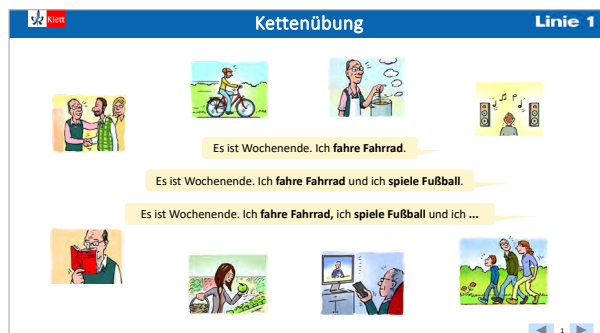 Klett
Kettenübung
Linie 1
Es ist Wochenende. Ich fahre Fahrrad.
Es ist Wochenende. Ich fahre Fahrrad und ich spiele Fußball.
Es ist Wochenende. Ich fahre Fahrrad, ich spiele Fußball und ich ...
1